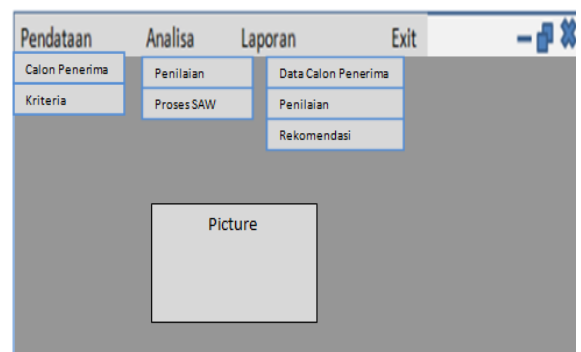 Pendataan Analisa Laporan Exit
Calon Penerima Penilaian Data Calon Penerima
Kriteria Proses SAW Penilaian
Rekomendasi
Picture